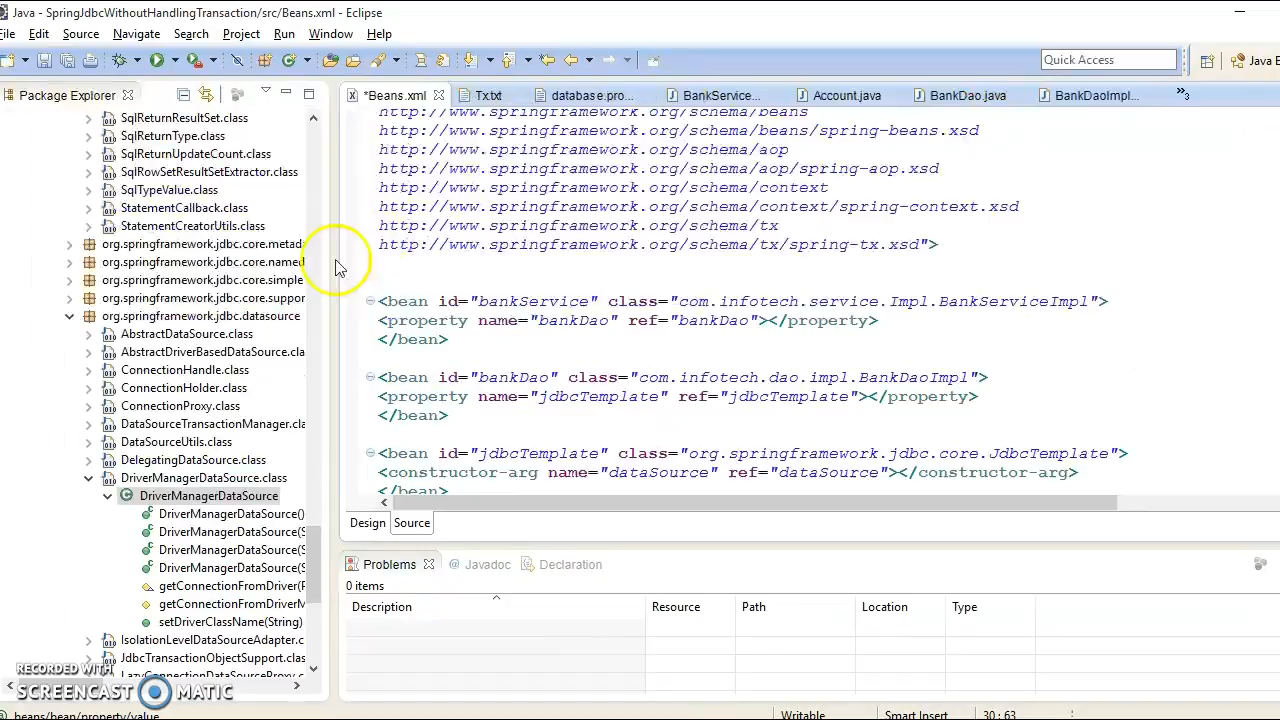 Java - SpringJdbcWithoutHandlingTransaction/src/Beans.xml - Eclipse
File Edit Source Navigate Search Project Run Window Help
Quick Access
Java E
Package Explorer
*Beans.xml
Tx.txt
database.pro...
BankService...
Account.java
BankDao.java
BankDaoImpl...
»3
SqlReturnResultSet.class
SqlReturnType.class
SqlReturnUpdateCount.class
SqlRowSetResultSetExtractor.class
SqlTypeValue.class
StatementCallback.class
StatementCreatorUtils.class
org.springframework.jdbc.core.metad
org.springframework.jdbc.core.named
org.springframework.jdbc.core.simple
org.springframework.jdbc.core.suppor
org.springframework.jdbc.datasource
AbstractDataSource.class
AbstractDriverBasedDataSource.cla
ConnectionHandle.class
ConnectionHolder.class
ConnectionProxy.class
DataSourceTransactionManager.class
DataSourceUtils.class
DelegatingDataSource.class
DriverManagerDataSource.class
DriverManagerDataSource
DriverManagerDataSource()
DriverManagerDataSource(S
DriverManagerDataSource(S
DriverManagerDataSource(S
getConnectionFromDriver(P
getConnectionFromDriverM
setDriverClassName(String)
IsolationLevelDataSourceAdapter.c
JdbcTransactionObjectSupport.class
LazyConnectionDataSourceProxy.c
http://www.springframework.org/schema/beans
http://www.springframework.org/schema/beans/spring-beans.xsd
http://www.springframework.org/schema/aop
http://www.springframework.org/schema/aop/spring-aop.xsd
http://www.springframework.org/schema/context
http://www.springframework.org/schema/context/spring-context.xsd
http://www.springframework.org/schema/tx
http://www.springframework.org/schema/tx/spring-tx.xsd">
<bean id="bankService" class="com.infotech.service.Impl.BankServiceImpl">
<property name="bankDao" ref="bankDao"></property>
</bean>
<bean id="bankDao" class="com.infotech.dao.impl.BankDaoImpl">
<property name="jdbcTemplate" ref="jdbcTemplate"></property>
</bean>
<bean id="jdbcTemplate" class="org.springframework.jdbc.core.JdbcTemplate">
<constructor-arg name="dataSource" ref="dataSource"></constructor-arg>
</bean>
Design Source
Problems @ Javadoc Declaration
0 items
Description Resource Path Location Type
RECORDED WITH
SCREENCAST MATIC
beans/bean/property/value
Writable Smart Insert 30 : 63